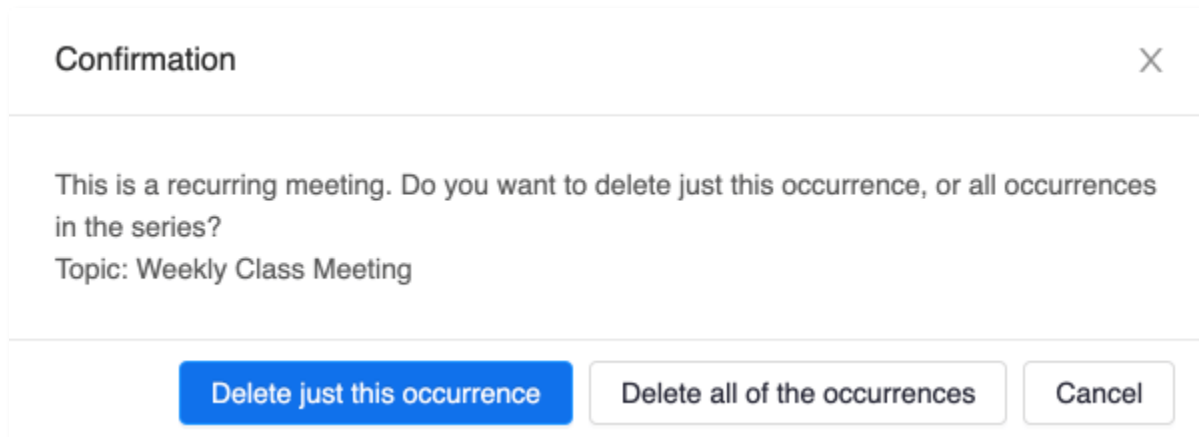 Confirmation
This is a recurring meeting. Do you want to delete just this occurrence, or all occurrences
in the series?
Topic: Weekly Class Meeting
Delete just this occurrence
Delete all of the occurrences
Cancel